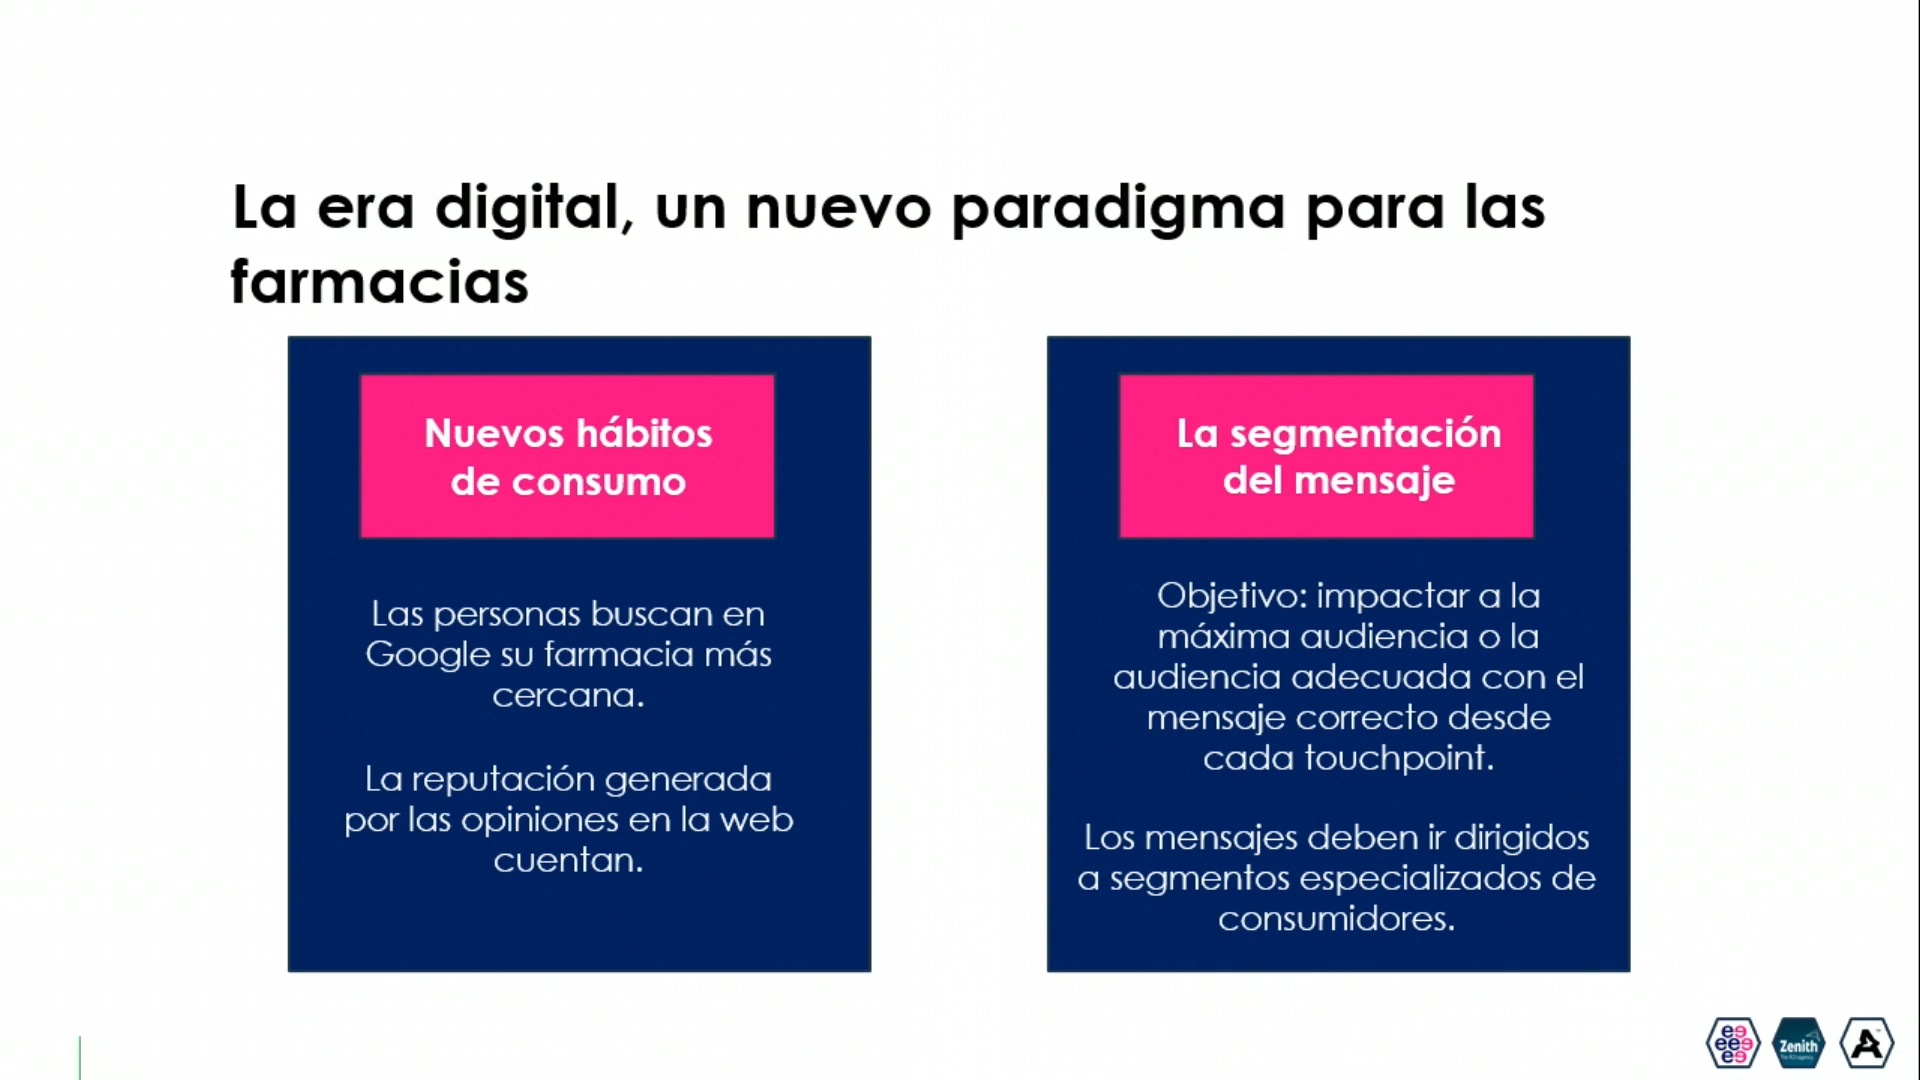 La era digital, un nuevo paradigma para las
farmacias
Nuevos hábitos
de consumo
Las personas buscan en
Google su farmacia más
cercana.
La reputación generada
por las opiniones en la web
cuentan.
La segmentación
del mensaje
Objetivo: impactar a la
máxima audiencia o la
audiencia adecuada con el
mensaje correcto desde
cada touchpoint.
Los mensajes deben ir dirigidos
a segmentos especializados de
consumidores.
Zenith